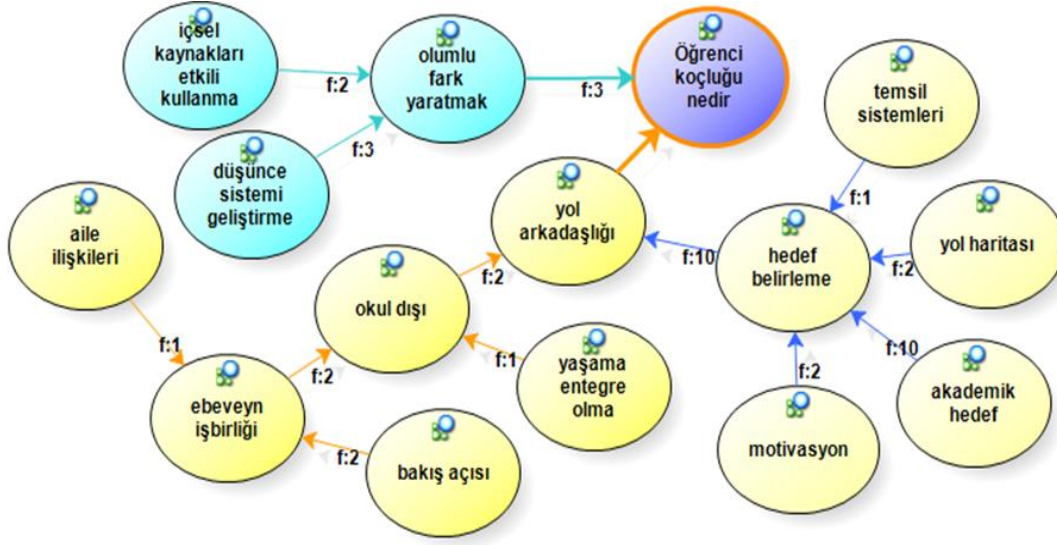 içsel
kaynakları
etkili
kullanma
f:2
olumlu
fark
yaratmak
f:3
Öğrenci
koçluğu
nedir
temsil
sistemleri
f:1
düşünce
sistemi
geliştirme
f:3
aile
ilişkileri
f:1
yol
arkadaşlığı
f:10
hedef
belirleme
f:2
yol haritası
okul dışı
f:2
f:1
yaşama
entegre
olma
f:2
ebeveyn
işbirliği
f:2
bakış açısı
f:2
motivasyon
f:10
akademik
hedef